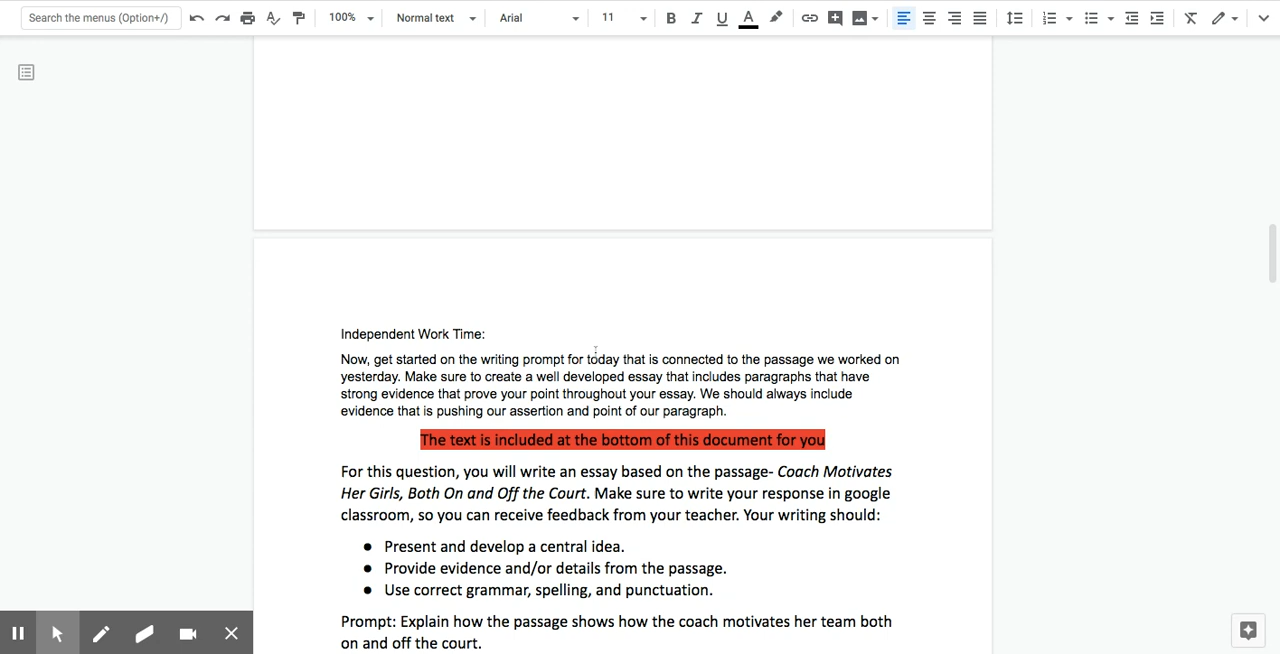 Search the menus (Option+/)
100%
Normal text
Arial
11
B
I
U
A
Independent Work Time:
Now, get started on the writing prompt for today that is connected to the passage we worked on
yesterday. Make sure to create a well developed essay that includes paragraphs that have
strong evidence that prove your point throughout your essay. We should always include
evidence that is pushing our assertion and point of our paragraph.
The text is included at the bottom of this document for you
For this question, you will write an essay based on the passage- Coach Motivates
Her Girls, Both On and Off the Court. Make sure to write your response in google
classroom, so you can receive feedback from your teacher. Your writing should:
● Present and develop a central idea.
● Provide evidence and/or details from the passage.
● Use correct grammar, spelling, and punctuation.
Prompt: Explain how the passage shows how the coach motivates her team both
on and off the court.